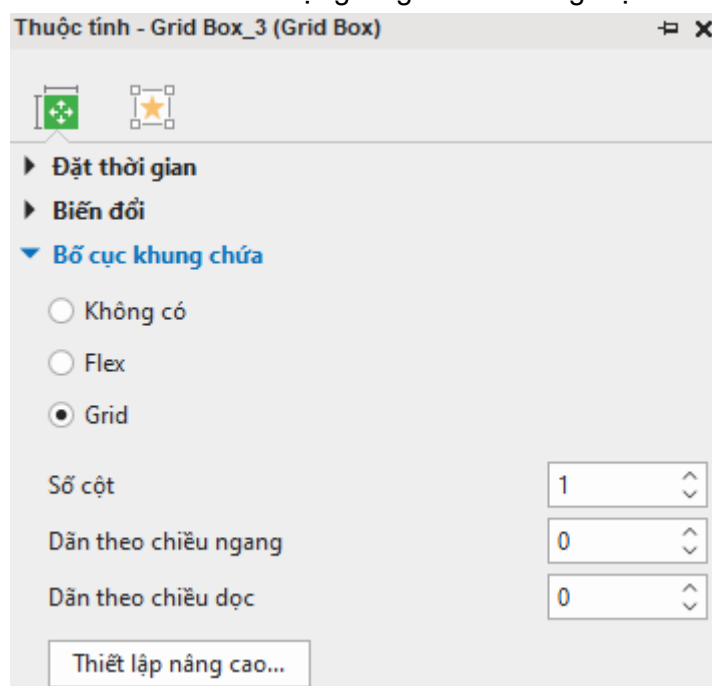 Thuộc tính - Grid Box_3 (Grid Box)
Đặt thời gian
Biến đổi
Bố cục khung chứa
Không có
Flex
Grid
Số cột 1
Dãn theo chiều ngang 0
Dãn theo chiều dọc 0
Thiết lập nâng cao...